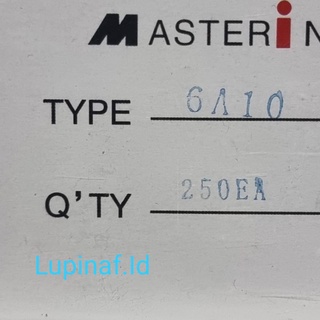 MASTERiN
TYPE 6A10
Q'TY 250EA
Lupinaf.Id